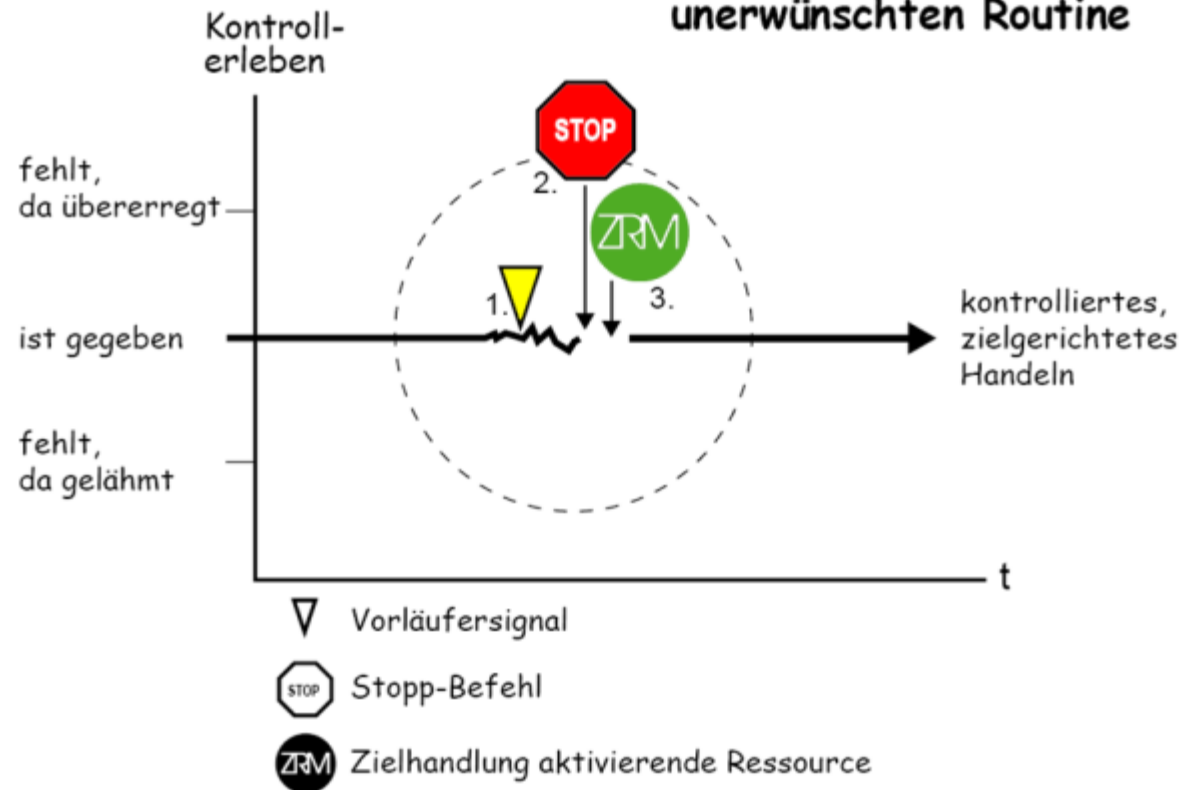 unerwünschten Routine
Kontroll-
erleben
STOP
fehlt,
da übererregt
2.
ZRM
1.
3.
ist gegeben
kontrolliertes,
zielgerichtetes
Handeln
fehlt,
da gelähmt
t
Vorläufersignal
STOP
Stopp-Befehl
ZRM
Zielhandlung aktivierende Ressource